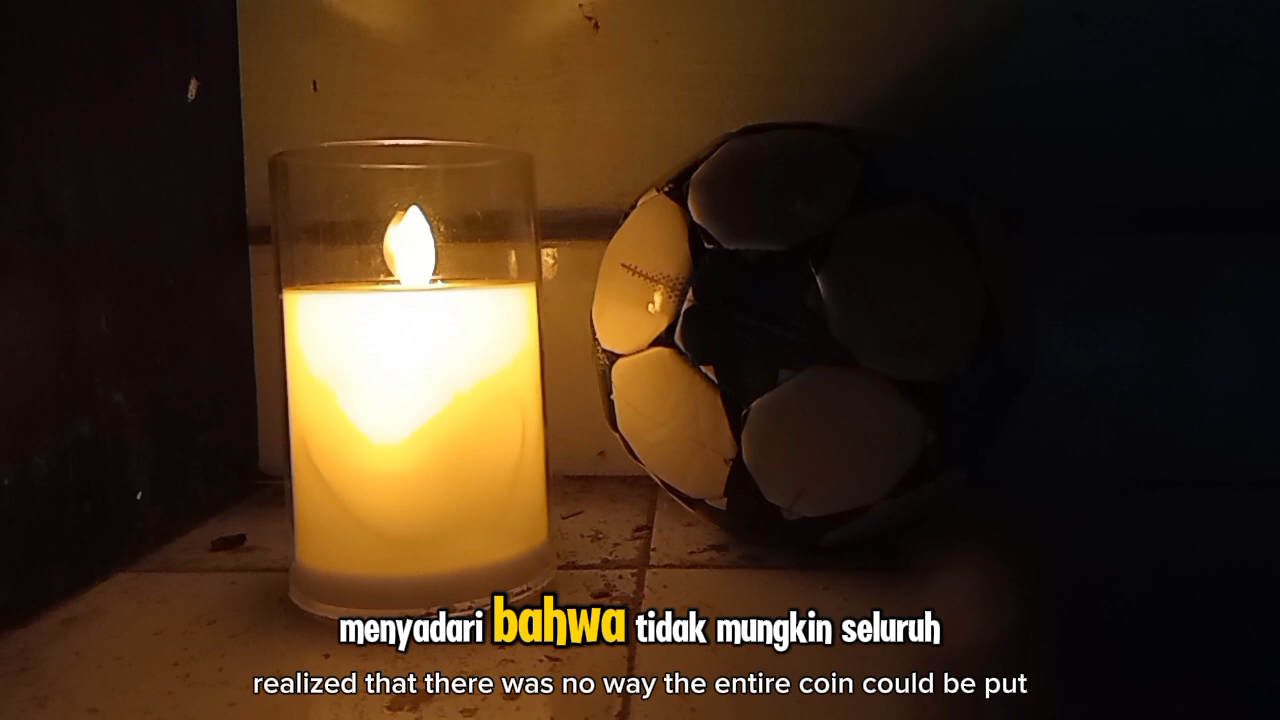 menyadari bahwa tidak mungkin seluruh
realized that there was no way the entire coin could be put